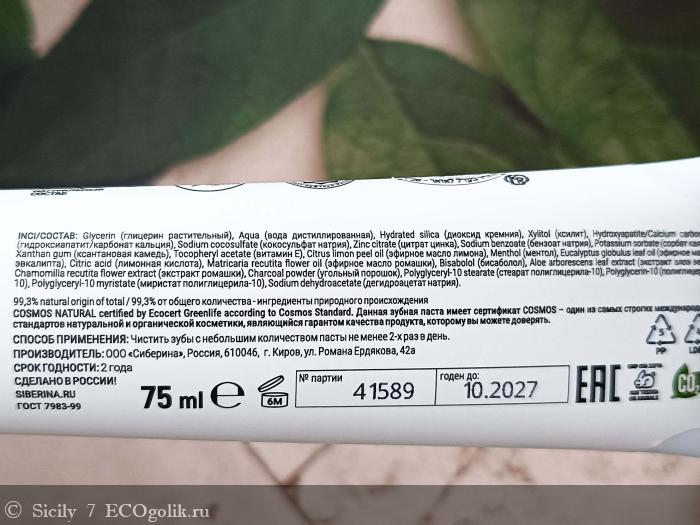 INCI/СОСТАВ: Glycerin (глицерин растительный), Aqua (вода дистиллированная), Hydrated silica (диоксид кремния), Xylitol (ксилит), Hydroxyapatite/Calcium carbon
(гидроксиапатит/карбонат кальция), Sodium cocosulfate (кокосульфат натрия), Zinc citrate (цитрат цинка), Sodium benzoate (бензоат натрия), Potassium sorbate (сорбат
Xanthan gum (ксантановая камедь), Tocopheryl acetate (витамин Е), Citrus limon peel oil (эфирное масло лимона), Menthol (ментол), Eucalyptus globulus leaf oil (эфирное
эвкалипта), Citric acid (лимонная кислота), Matricaria recutita flower oil (эфирное масло ромашки), Bisabolol (бисаболол), Aloe arborescens leaf extract (экстракт алоэ
Chamomilla recutita flower extract (экстракт ромашки), Charcoal powder (угольный порошок), Polyglyceryl-10 stearate (стеарат полиглицерила-10), Polyglycerin-10
10), Polyglyceryl-10 myristate (миристат полиглицерила-10), Sodium dehydroacetate (дегидроацетат натрия).
99,3% natural origin of total / 99,3% от общего количества - ингредиенты природного происхождения
COSMOS NATURAL certified by Ecocert Greenlife according to Cosmos Standard. Данная зубная паста имеет сертификат COSMOS – один из самых строгих
стандартов натуральной и органической косметики, являющийся гарантом качества продукта, которому вы можете доверять.
СПОСОБ ПРИМЕНЕНИЯ: Чистить зубы с небольшим количеством пасты не менее 2-х раз в день.
ПРОИЗВОДИТЕЛЬ: ООО «Сиберина», Россия, 610046, г. Киров, ул. Романа Ердякова, 42а
СРОК ГОДНОСТИ: 2 года
СДЕЛАНО В РОССИИ!
SIBERINA.RU
ГОСТ 7983-99
75 ml e
6M
№ партии
41589
годен до:
10.2027
EAC
PP
CO₂
© Sicily_7 ECOgolik.ru